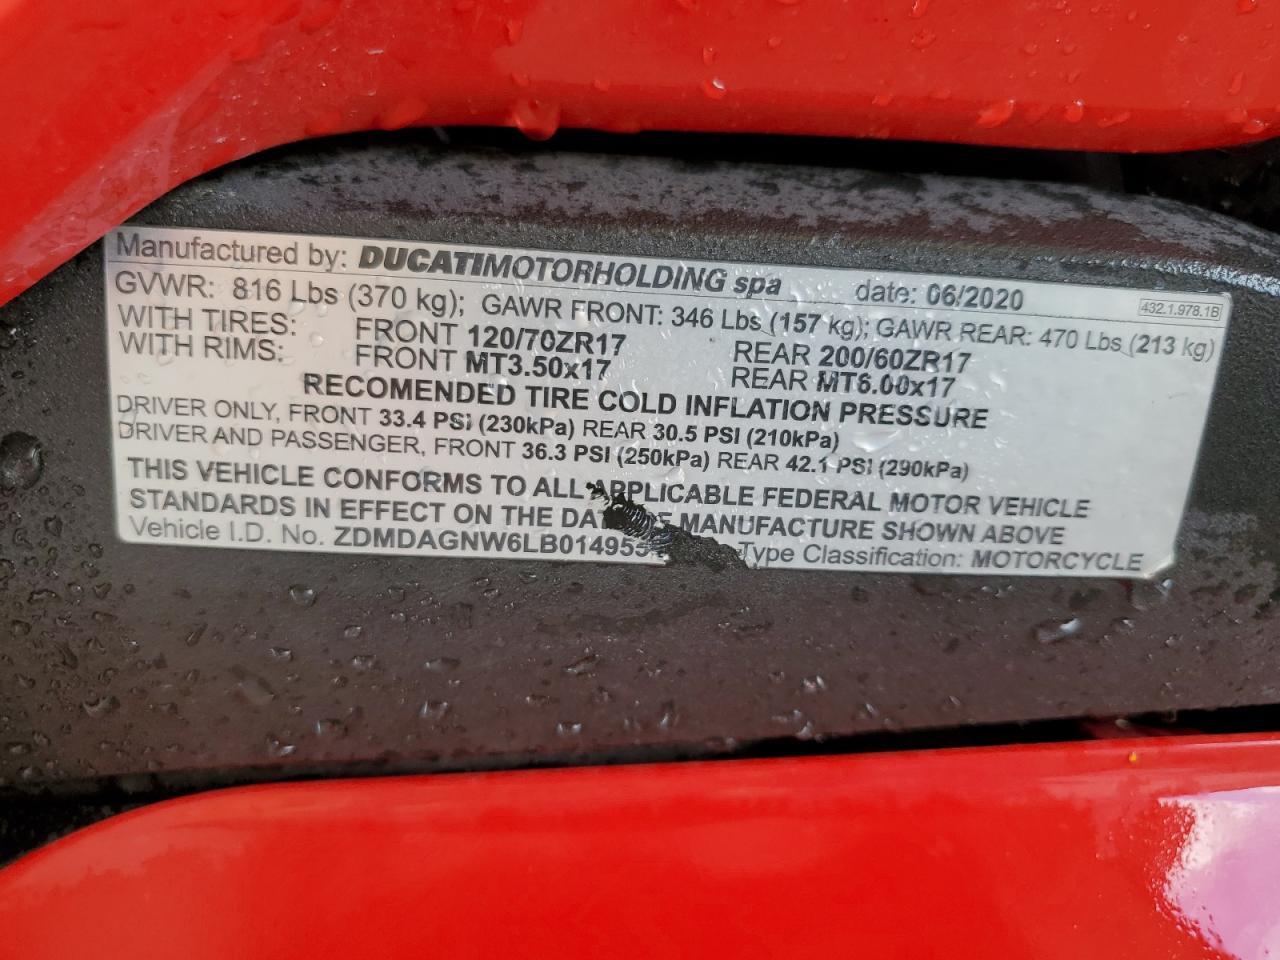 Manufactured by: DUCATIMOTORHOLDING spa date: 06/2020 432.1.978.1B
GVWR: 816 Lbs (370 kg); GAWR FRONT: 346 Lbs (157 kg); GAWR REAR: 470 Lbs (213 kg)
WITH TIRES: FRONT 120/70ZR17 REAR 200/60ZR17
WITH RIMS: FRONT MT3.50x17 REAR MT6.00x17
RECOMENDED TIRE COLD INFLATION PRESSURE
DRIVER ONLY, FRONT 33.4 PSI (230kPa) REAR 30.5 PSI (210kPa)
DRIVER AND PASSENGER, FRONT 36.3 PSI (250kPa) REAR 42.1 PSI (290kPa)
THIS VEHICLE CONFORMS TO ALL APPLICABLE FEDERAL MOTOR VEHICLE
STANDARDS IN EFFECT ON THE MANUFACTURE SHOWN ABOVE
Vehicle I.D. No. Type Classification: MOTORCYCLE